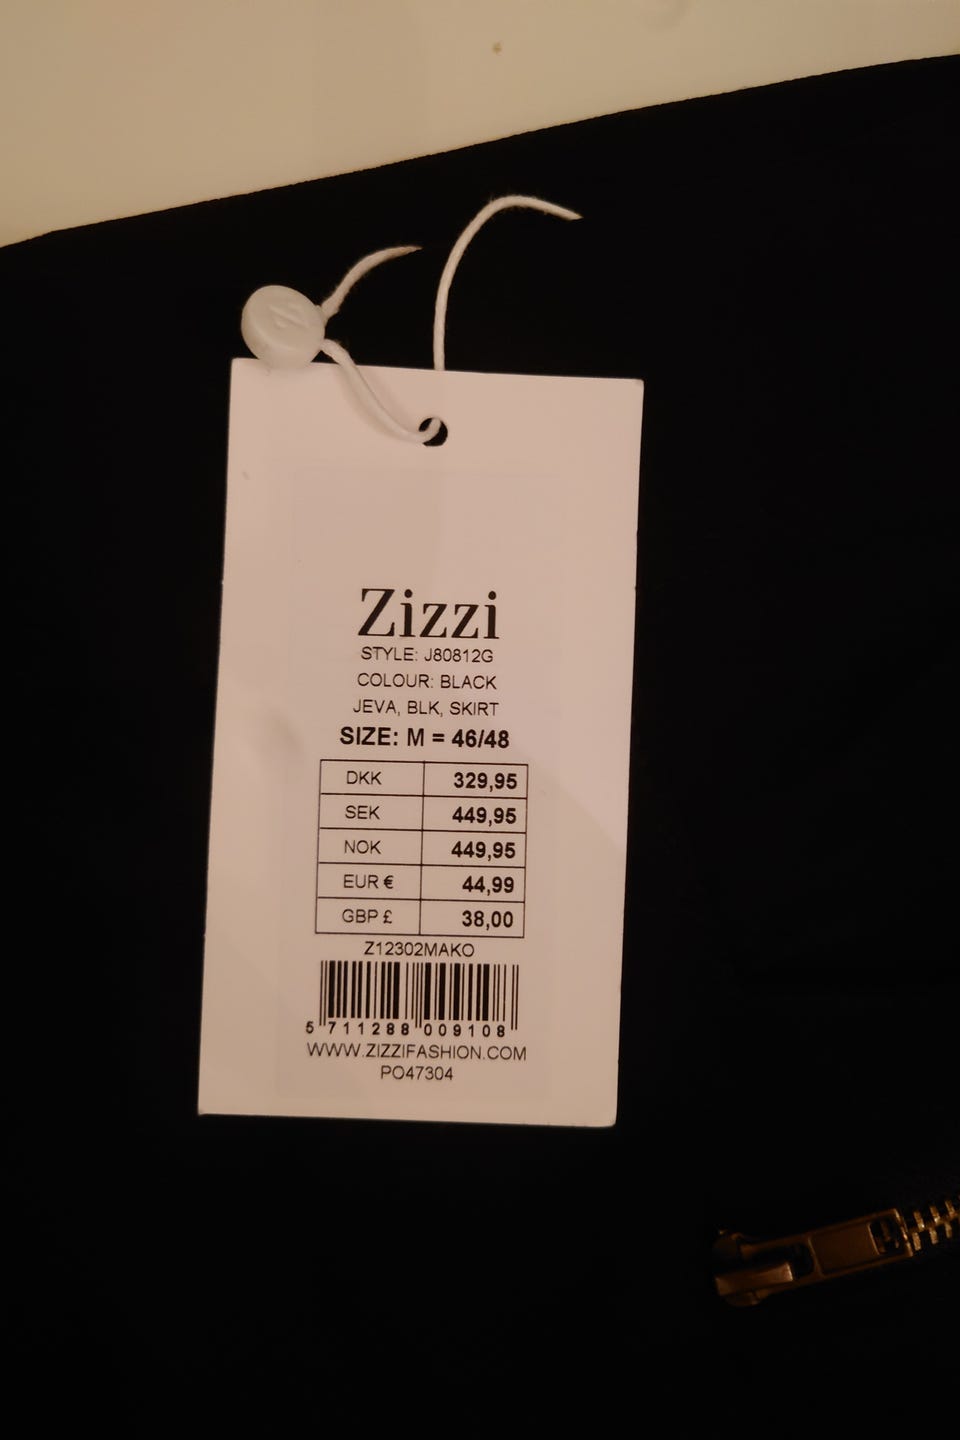 Zizzi
STYLE: J80812G
COLOUR: BLACK
JEVA, BLK, SKIRT
SIZE: M = 46/48
DKK 329,95
SEK 449,95
NOK 449,95
EUR € 44,99
GBP £ 38,00
Z12302MAKO
5 711288 009108
WWW.ZIZZIFASHION.COM
PO47304